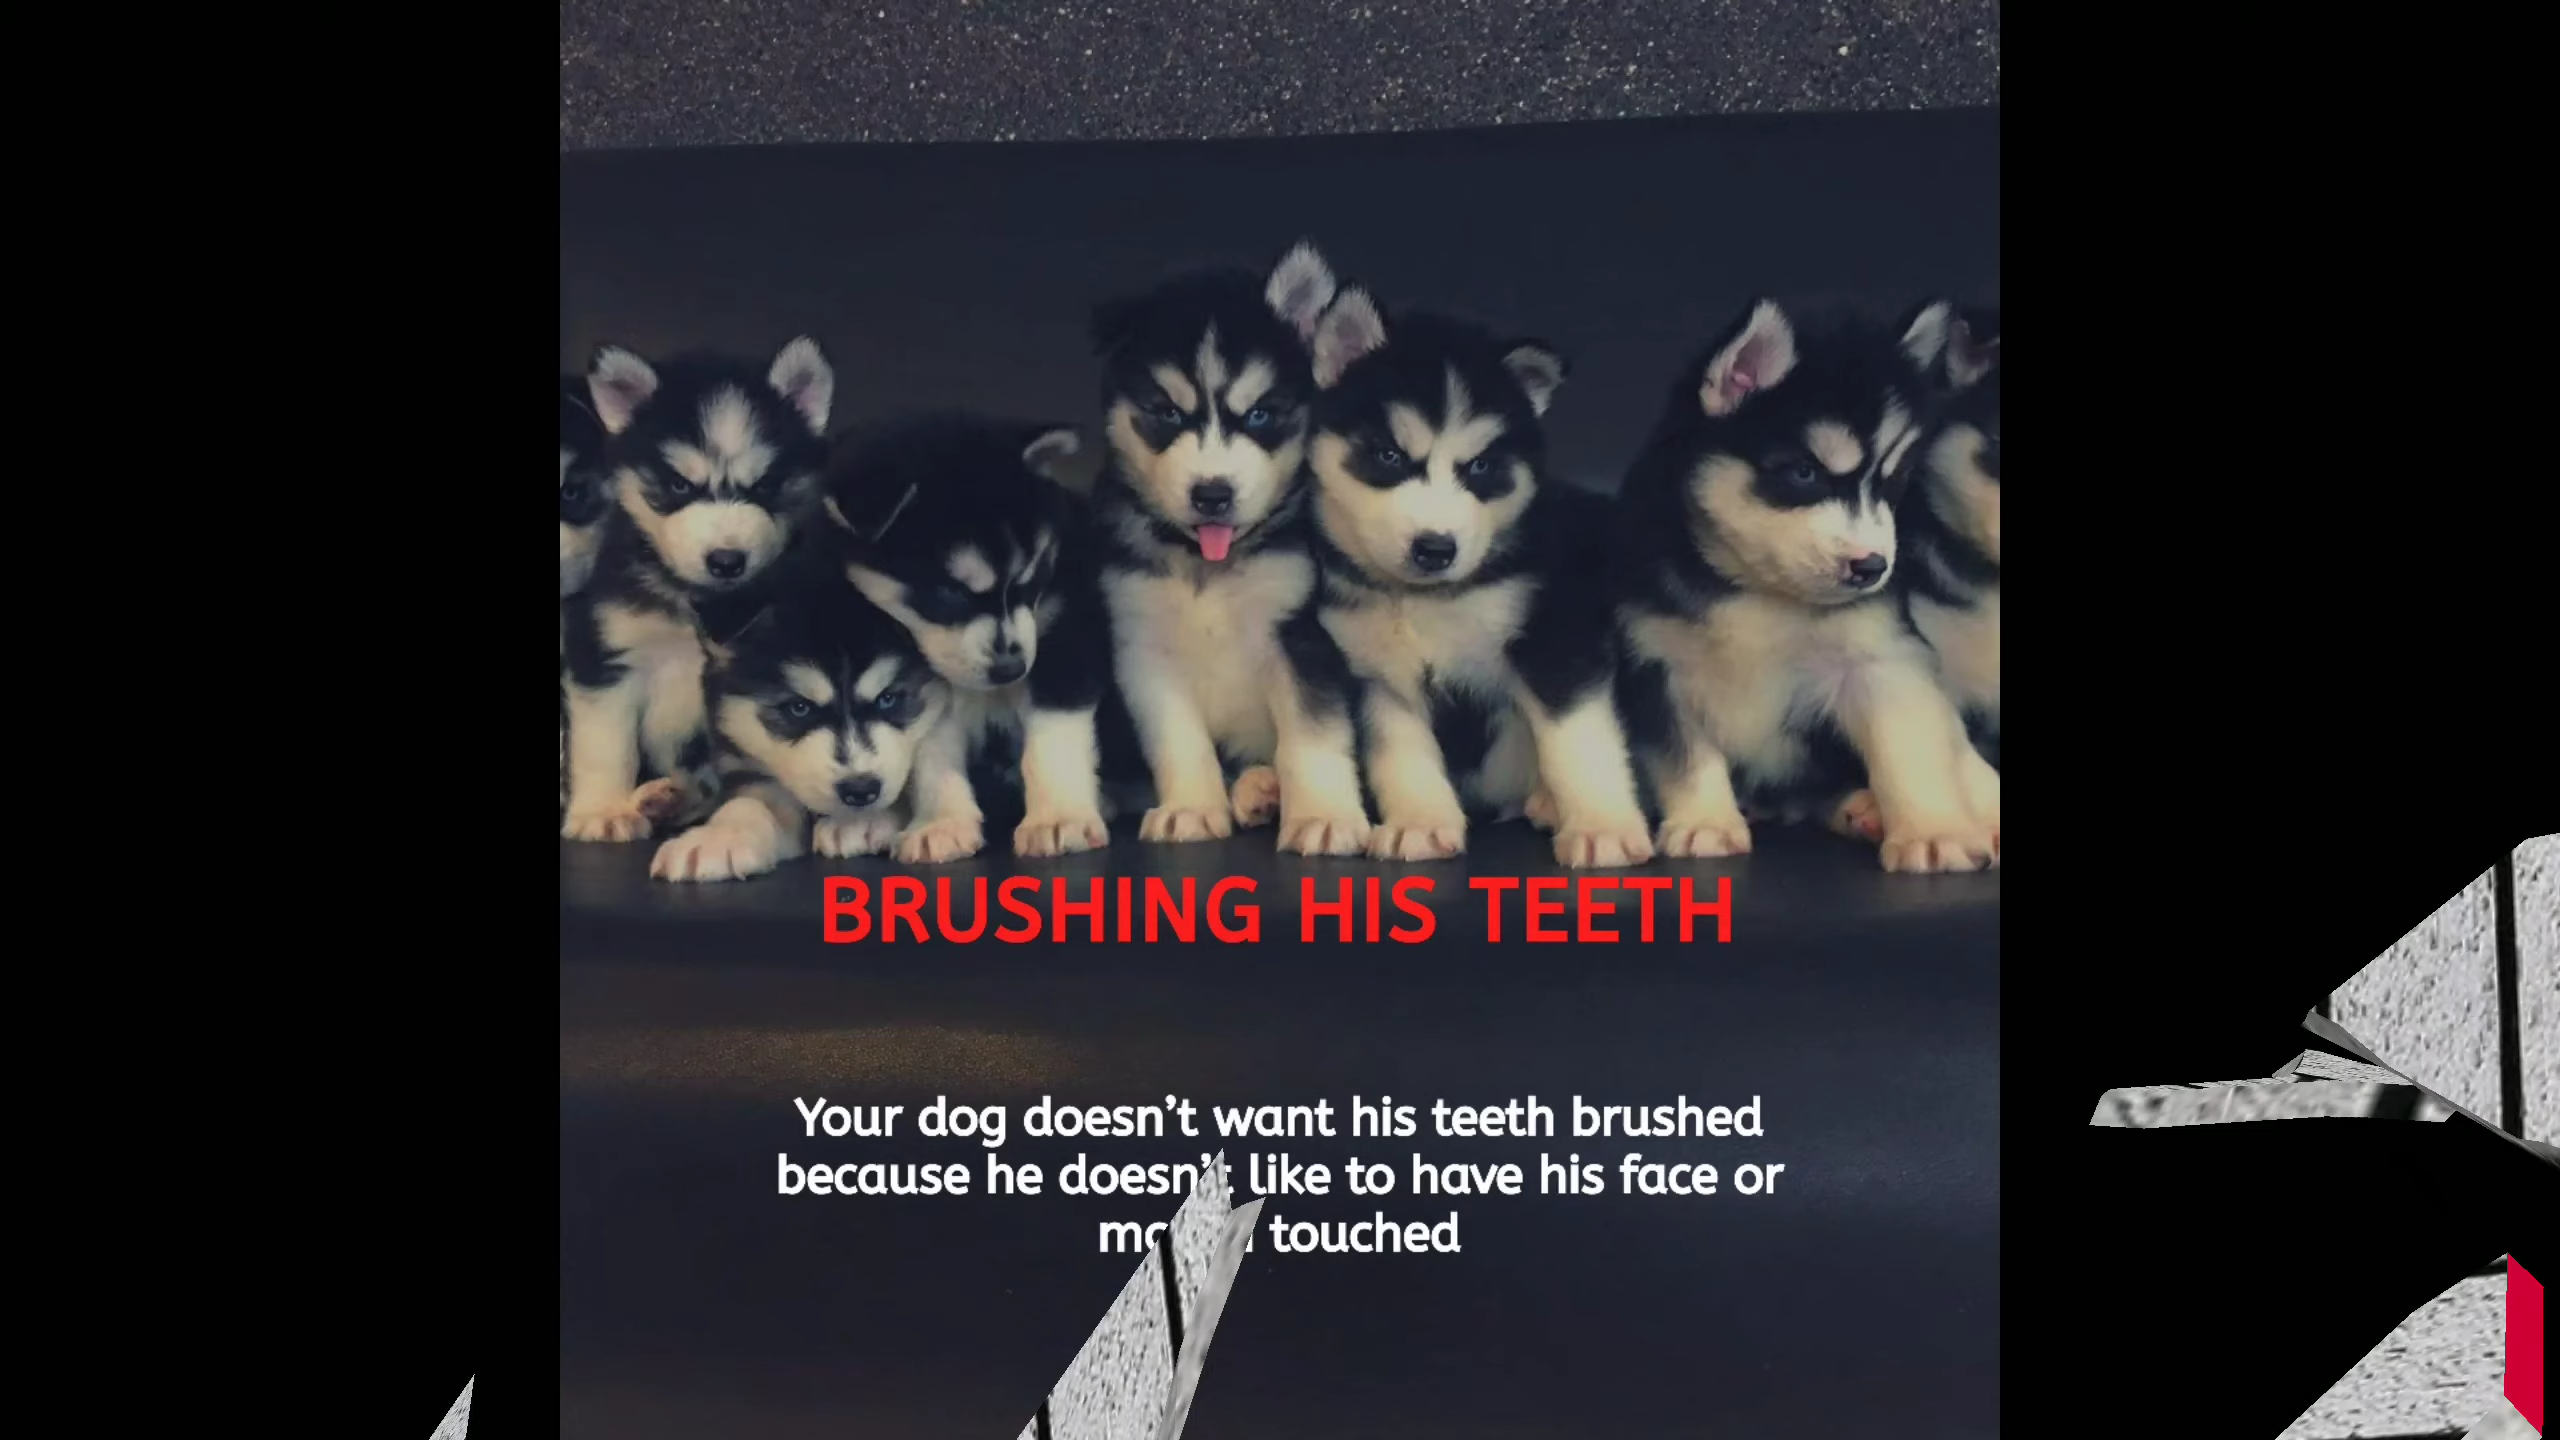 BRUSHING HIS TEETH
Your dog doesn’t want his teeth brushed
because he doesn’t like to have his face or
touched